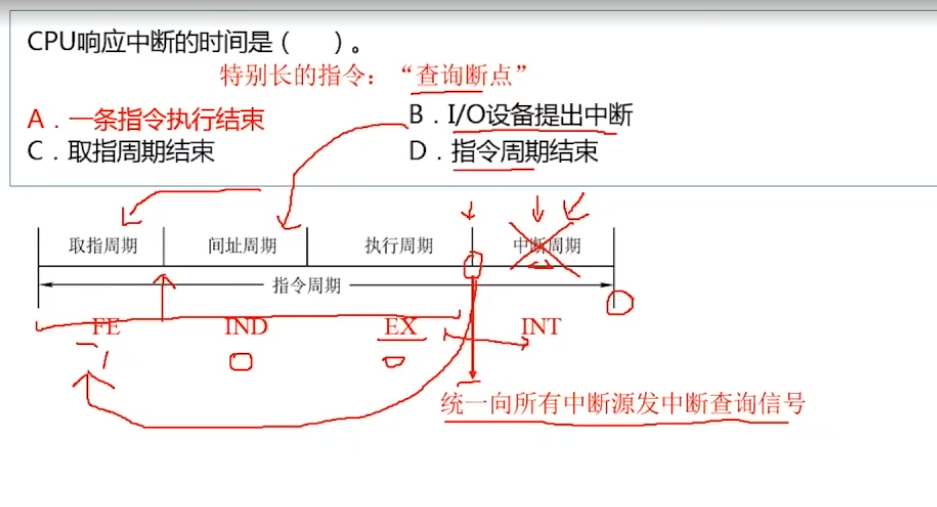 CPU响应中断的时间是（  ）。
特别长的指令：“查询断点”
A．一条指令执行结束
B．I/O设备提出中断
C．取指周期结束
D．指令周期结束
取指周期 间址周期 执行周期 中断周期
指令周期
FE IND EX INT
1 0 0
统一向所有中断源发中断查询信号